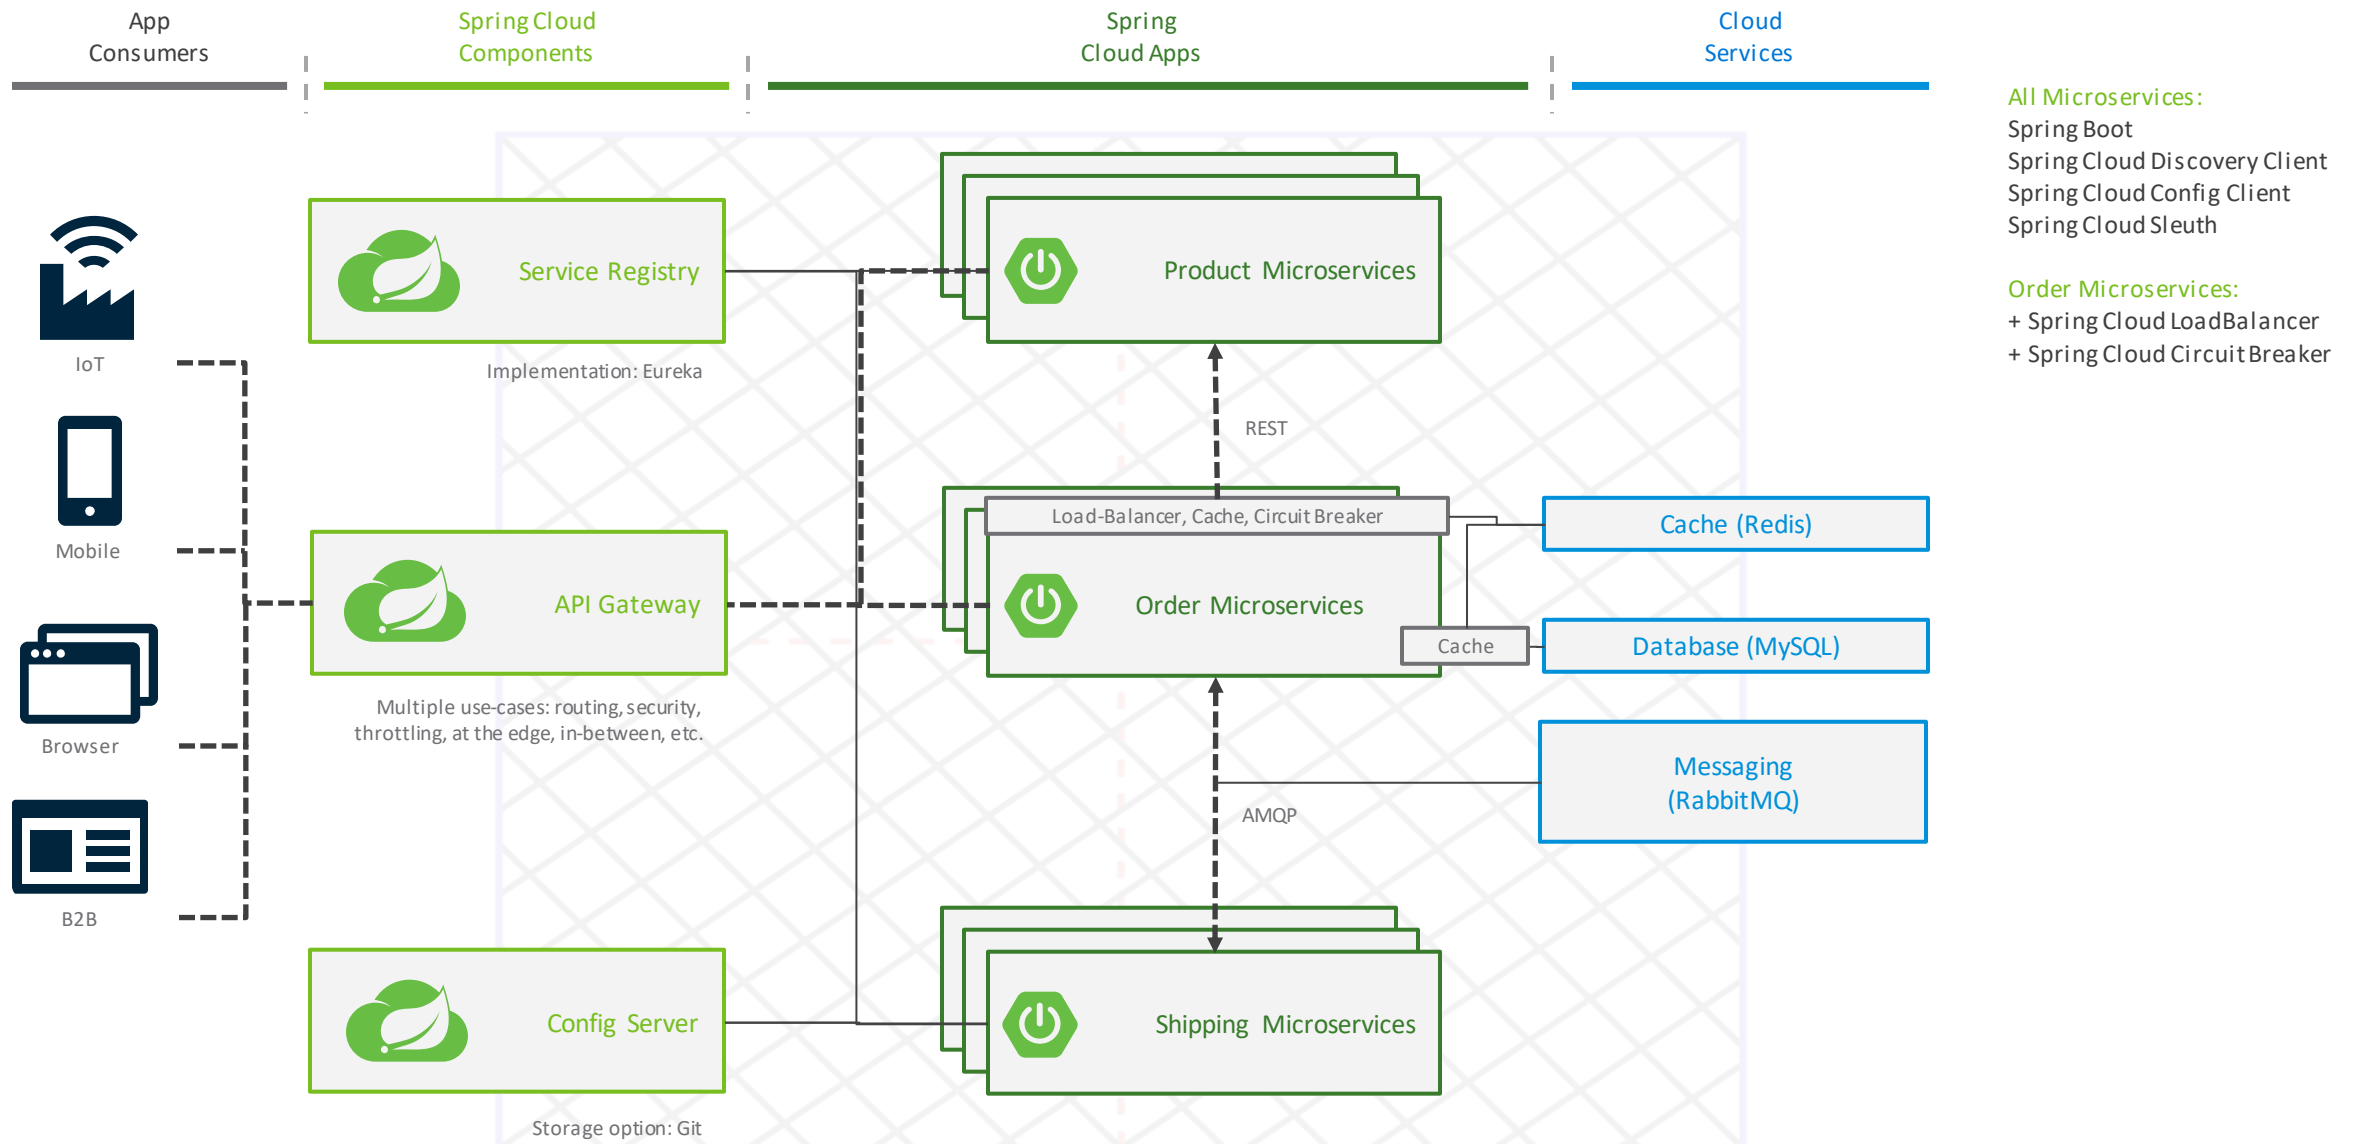 App
Consumers
Spring Cloud
Components
Spring
Cloud Apps
Cloud
Services
All Microservices:
Spring Boot
Spring Cloud Discovery Client
Spring Cloud Config Client
Spring Cloud Sleuth
Order Microservices:
+ Spring Cloud LoadBalancer
+ Spring Cloud Circuit Breaker
IoT
Mobile
Browser
B2B
Service Registry
Implementation: Eureka
API Gateway
Multiple use-cases: routing, security,
throttling, at the edge, in-between, etc.
Config Server
Storage option: Git
Product Microservices
REST
Load-Balancer, Cache, Circuit Breaker
Order Microservices
Cache
AMQP
Shipping Microservices
Cache (Redis)
Database (MySQL)
Messaging
(RabbitMQ)